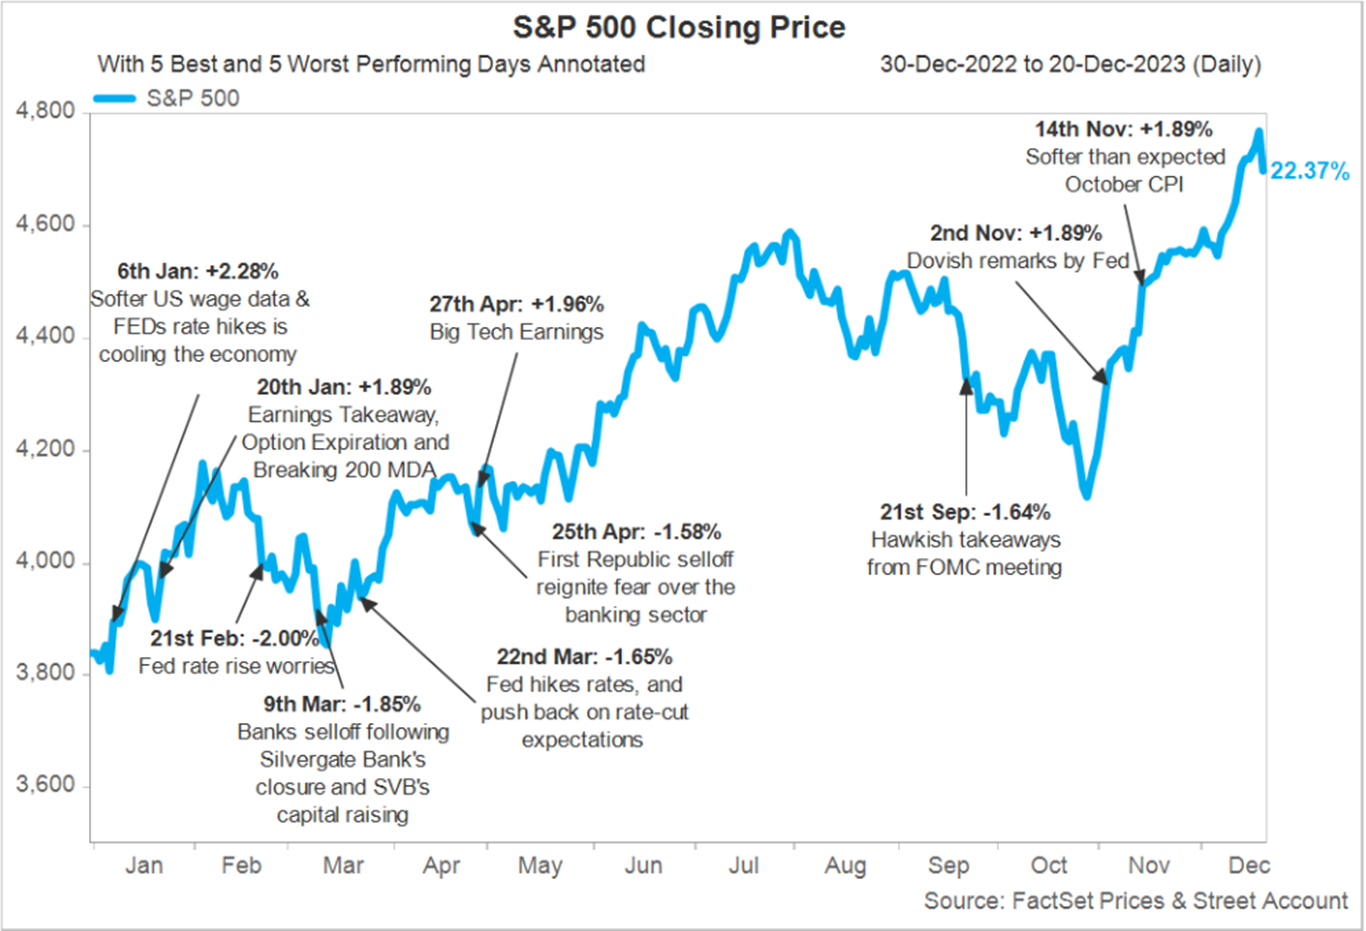 S&P 500 Closing Price
With 5 Best and 5 Worst Performing Days Annotated
30-Dec-2022 to 20-Dec-2023 (Daily)
S&P 500
4,800
4,600
4,400
4,200
4,000
3,800
3,600
6th Jan: +2.28%
Softer US wage data &
FEDs rate hikes is
cooling the economy
20th Jan: +1.89%
Earnings Takeaway,
Option Expiration and
Breaking 200 MDA
21st Feb: -2.00%
Fed rate rise worries
9th Mar: -1.85%
Banks selloff following
Silvergate Bank's
closure and SVB's
capital raising
22nd Mar: -1.65%
Fed hikes rates, and
push back on rate-cut
expectations
27th Apr: +1.96%
Big Tech Earnings
25th Apr: -1.58%
First Republic selloff
reignite fear over the
banking sector
21st Sep: -1.64%
Hawkish takeaways
from FOMC meeting
2nd Nov: +1.89%
Dovish remarks by Fed
14th Nov: +1.89%
Softer than expected
October CPI
22.37%
Jan Feb Mar Apr May Jun Jul Aug Sep Oct Nov Dec
Source: FactSet Prices & Street Account